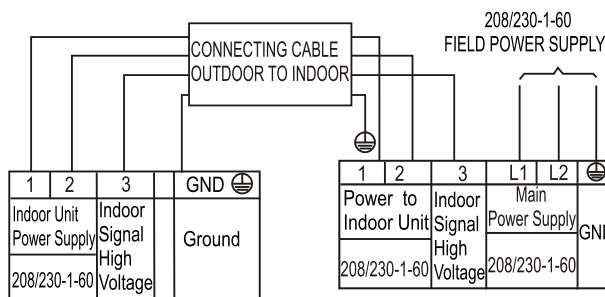 208/230-1-60
FIELD POWER SUPPLY
CONNECTING CABLE
OUTDOOR TO INDOOR
1 2 3 GND
Indoor Unit
Power Supply
208/230-1-60
Indoor
Signal
High
Voltage
Ground
1 2 3 L1 L2
Power to
Indoor Unit
208/230-1-60
Indoor
Signal
High
Voltage
Main
Power Supply
208/230-1-60
GND